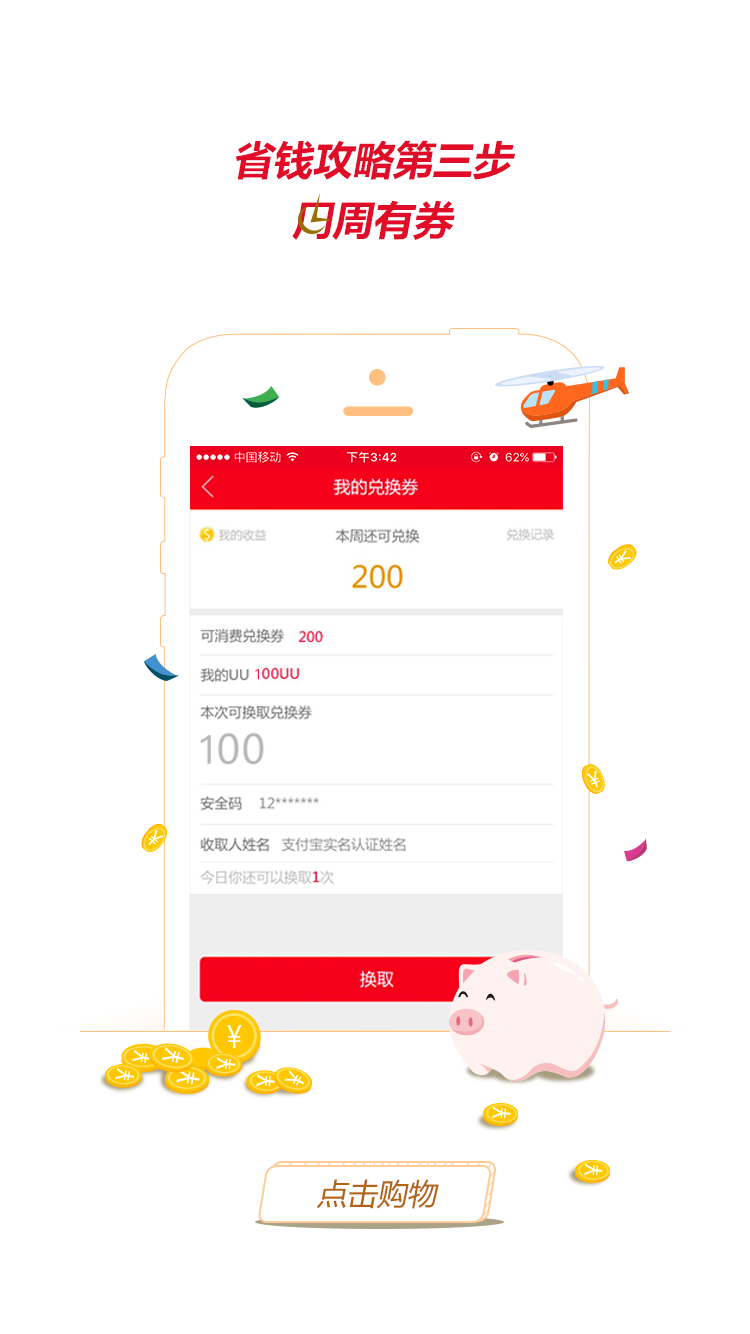 省钱攻略第三步
周周有券
中国移动 下午3:42 62%
我的兑换券
我的收益 本周还可兑换 兑换记录
200
可消费兑换券 200
我的UU 100UU
本次可换取兑换券
100
安全码 12*******
收取人姓名 支付宝实名认证姓名
今日你还可以换取1次
换取
点击购物